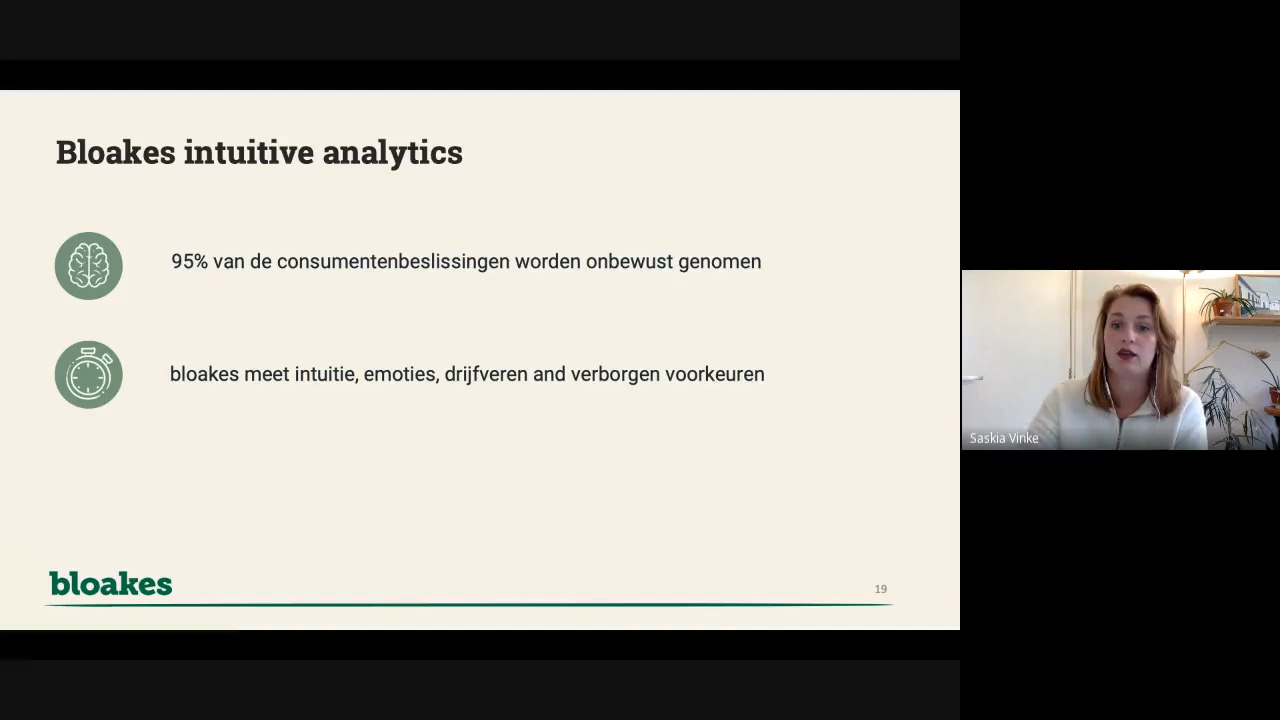 Bloakes intuitive analytics
95% van de consumentenbeslissingen worden onbewust genomen
bloakes meet intuitie, emoties, drijfveren and verborgen voorkeuren
Saskia Vinke
bloakes
19